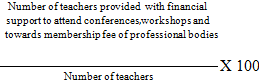 Number of teachers provided with financial
support to attend conferences,workshops and
towards membership fee of professional bodies
X 100
Number of teachers